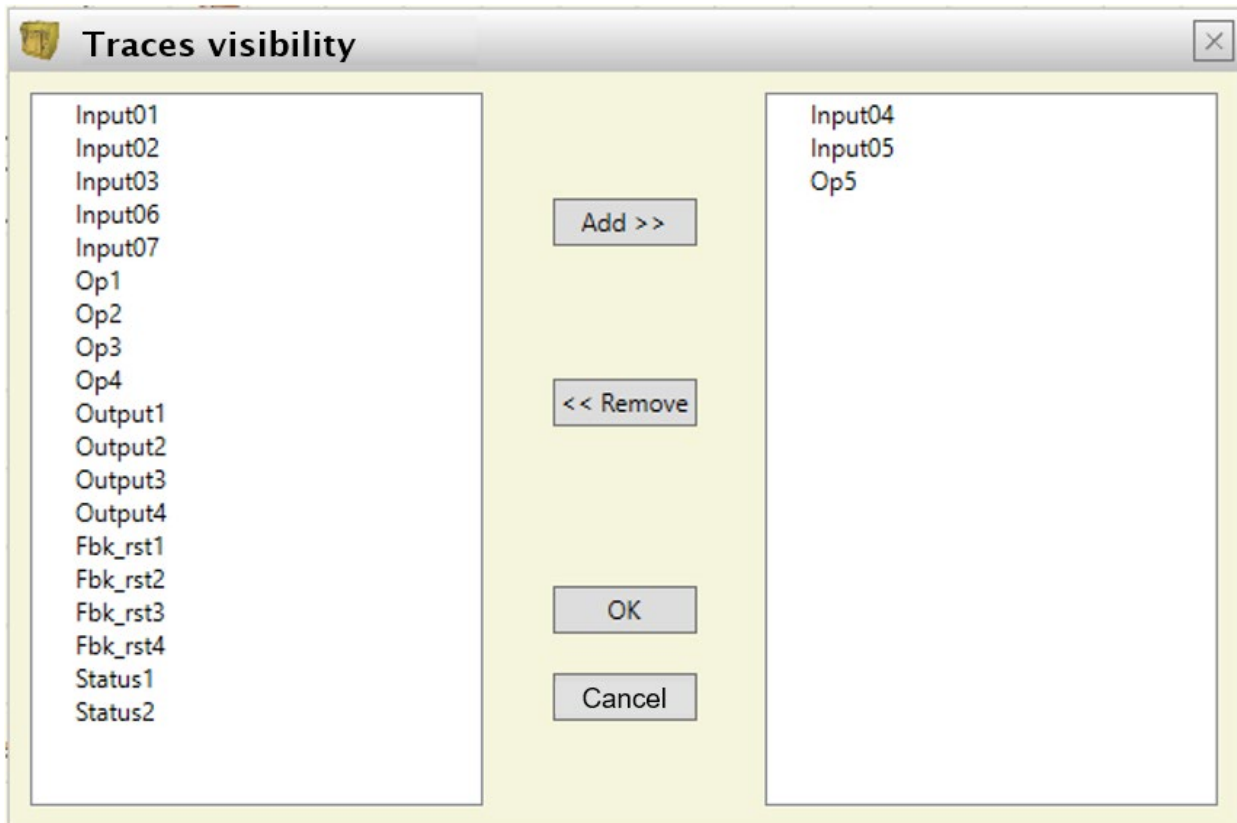 Traces visibility
Input01
Input02
Input03
Input06
Input07
Op1
Op2
Op3
Op4
Output1
Output2
Output3
Output4
Fbk_rst1
Fbk_rst2
Fbk_rst3
Fbk_rst4
Status1
Status2
Add >>
<< Remove
OK
Cancel
Input04
Input05
Op5